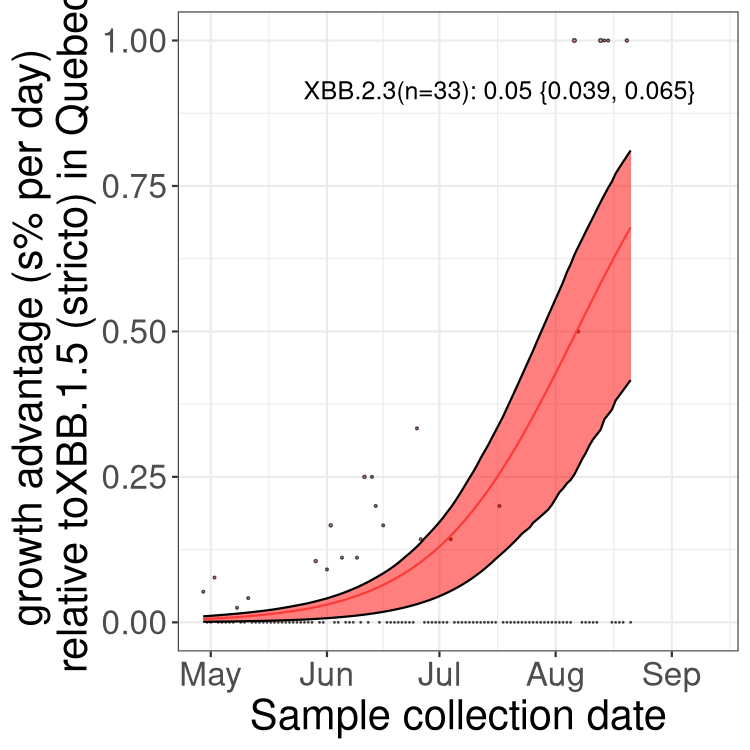 growth advantage (s% per day)
relative toXBB.1.5 (stricto) in Quebec
1.00
0.75
0.50
0.25
0.00
XBB.2.3(n=33): 0.05 {0.039, 0.065}
May
Jun
Jul
Aug
Sep
Sample collection date